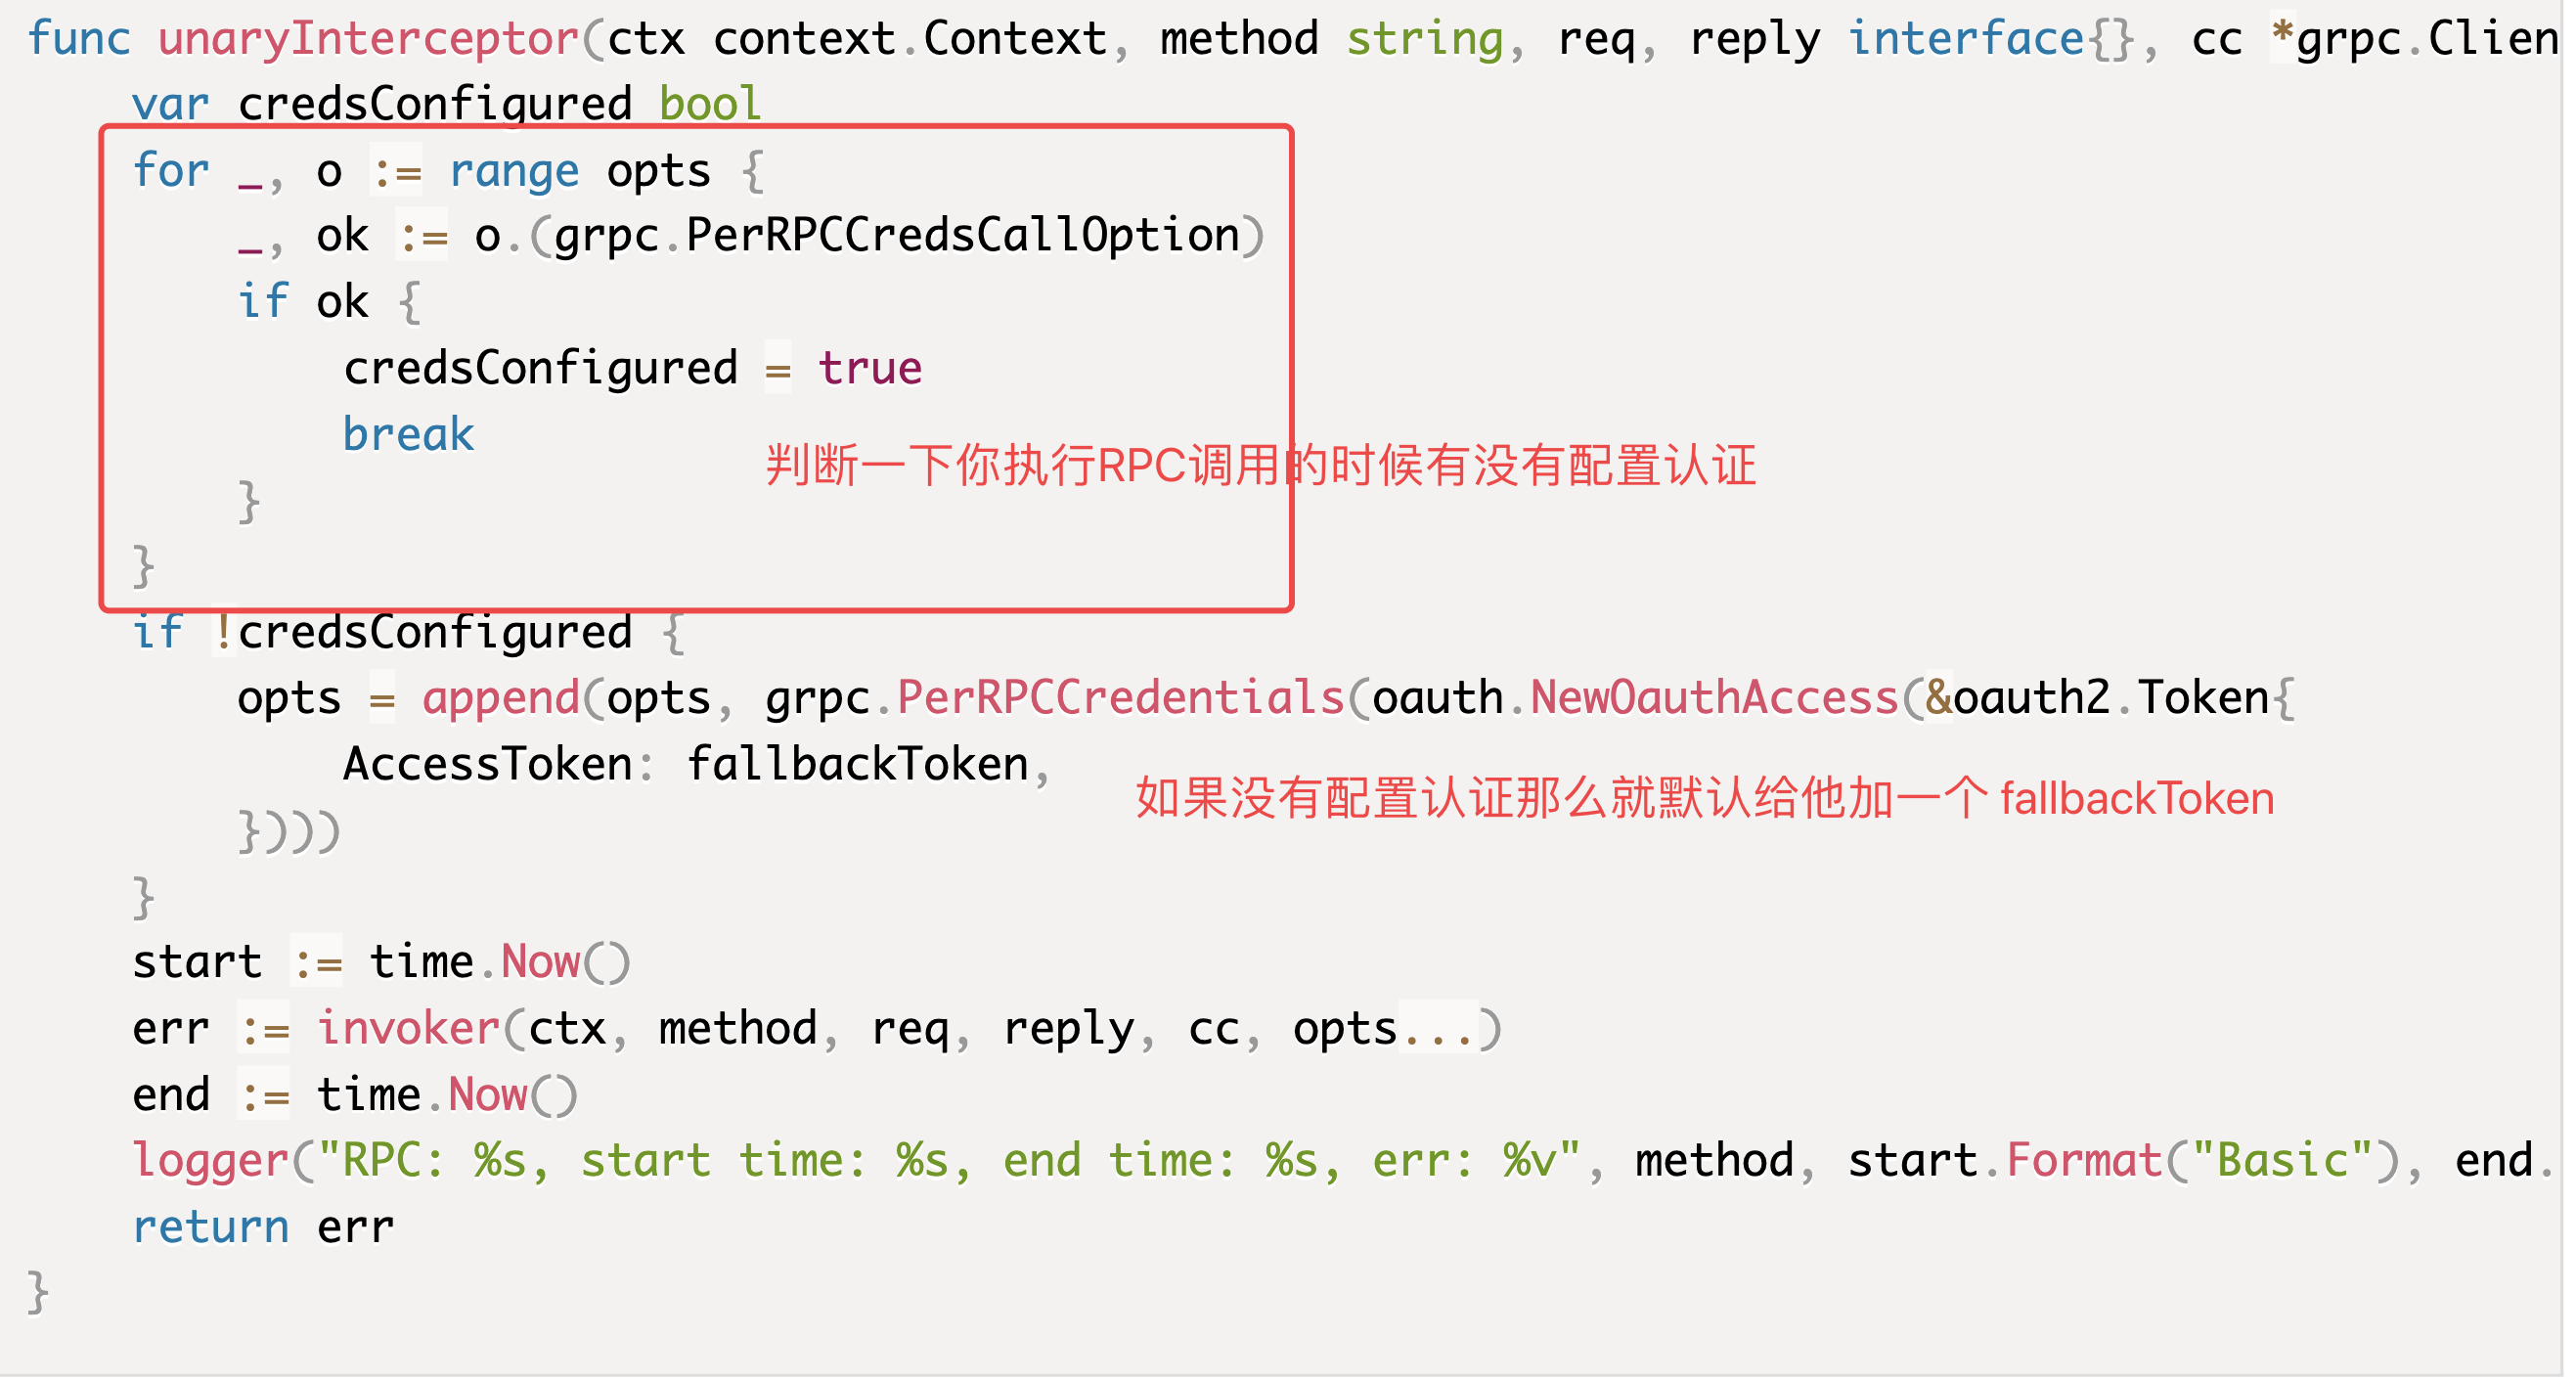 func unaryInterceptor(ctx context.Context, method string, req, reply interface{}, cc *grpc.Clien
    var credsConfigured bool
    for _, o := range opts {
        _, ok := o.(grpc.PerRPCCredsCallOption)
        if ok {
            credsConfigured = true
            break
判断一下你执行RPC调用的时候有没有配置认证
        }
    }
    if !credsConfigured {
        opts = append(opts, grpc.PerRPCCredentials(oauth.NewOauthAccess(&oauth2.Token{
            AccessToken: fallbackToken,
如果没有配置认证那么就默认给他加一个 fallbackToken
        })))
    }
    start := time.Now()
    err := invoker(ctx, method, req, reply, cc, opts...)
    end := time.Now()
    logger("RPC: %s, start time: %s, end time: %s, err: %v", method, start.Format("Basic"), end.
    return err
}